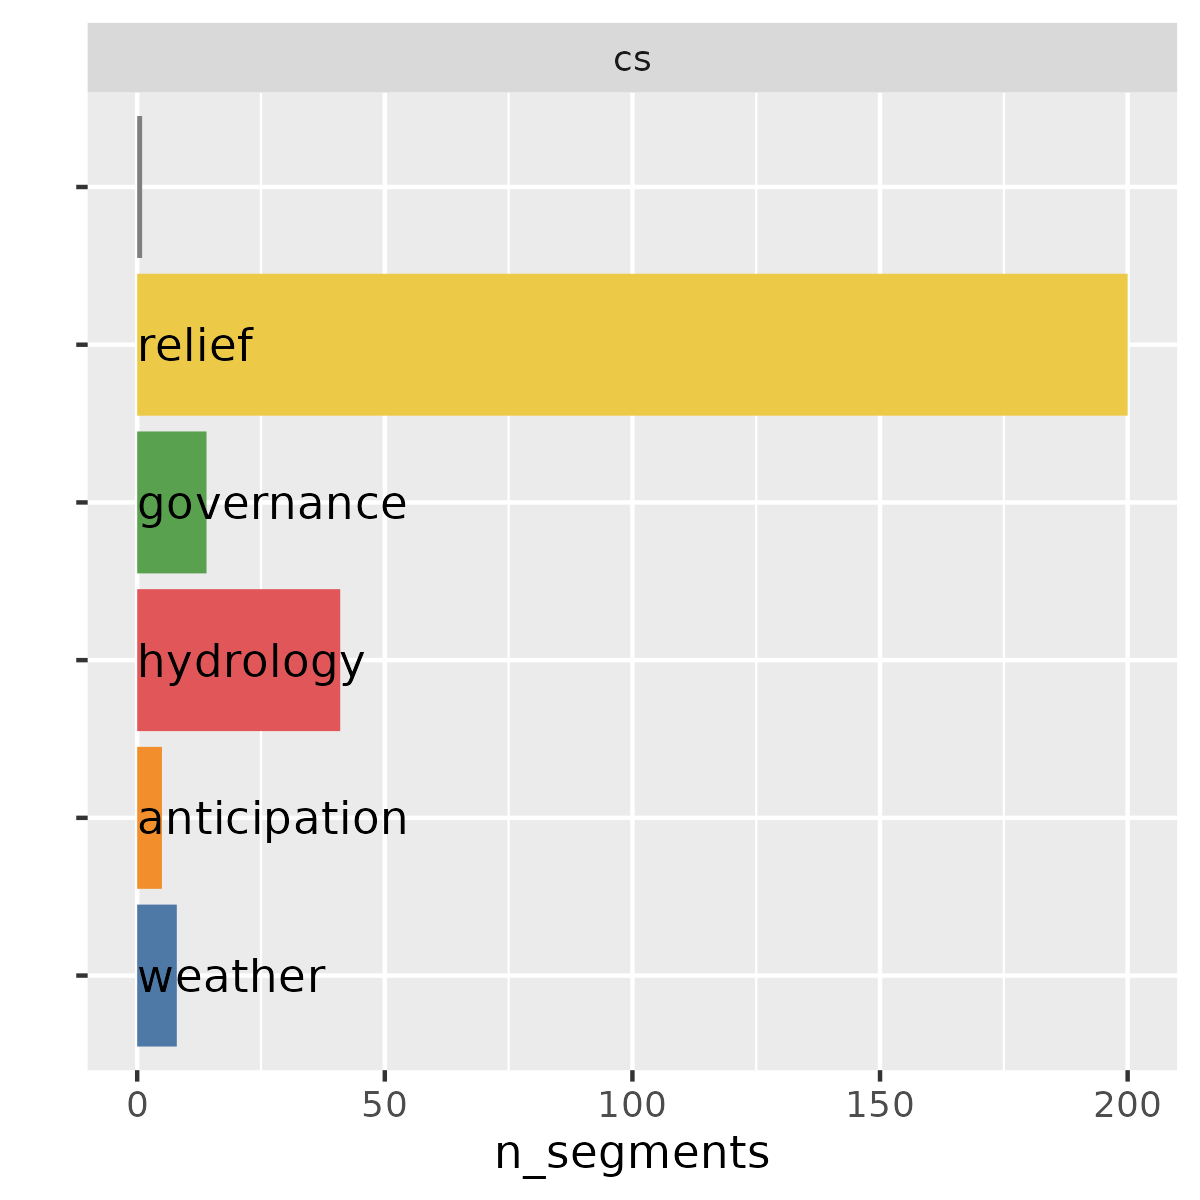 cs
relief
governance
hydrology
anticipation
weather
0 50 100 150 200
n_segments